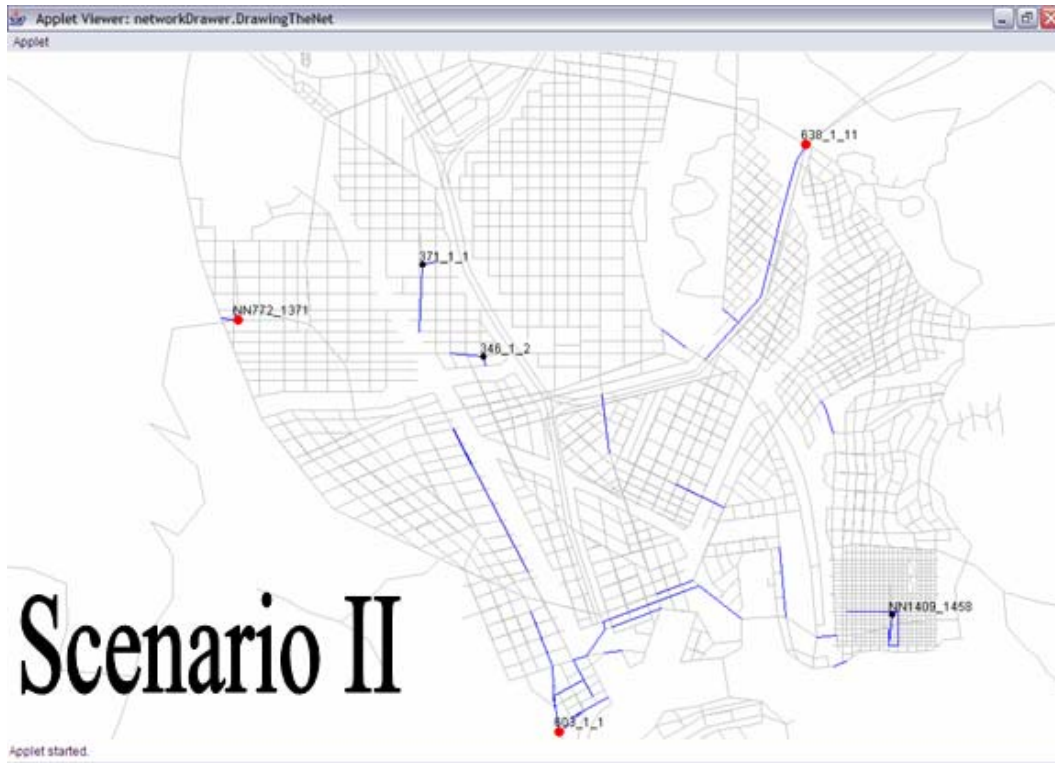 Applet Viewer: networkDrawer.DrawingTheNet
Applet
638_1_11
371_1_1
NN772_1371
346_1_2
NN1409_1458
Scenario II
603_1_1
Applet started.